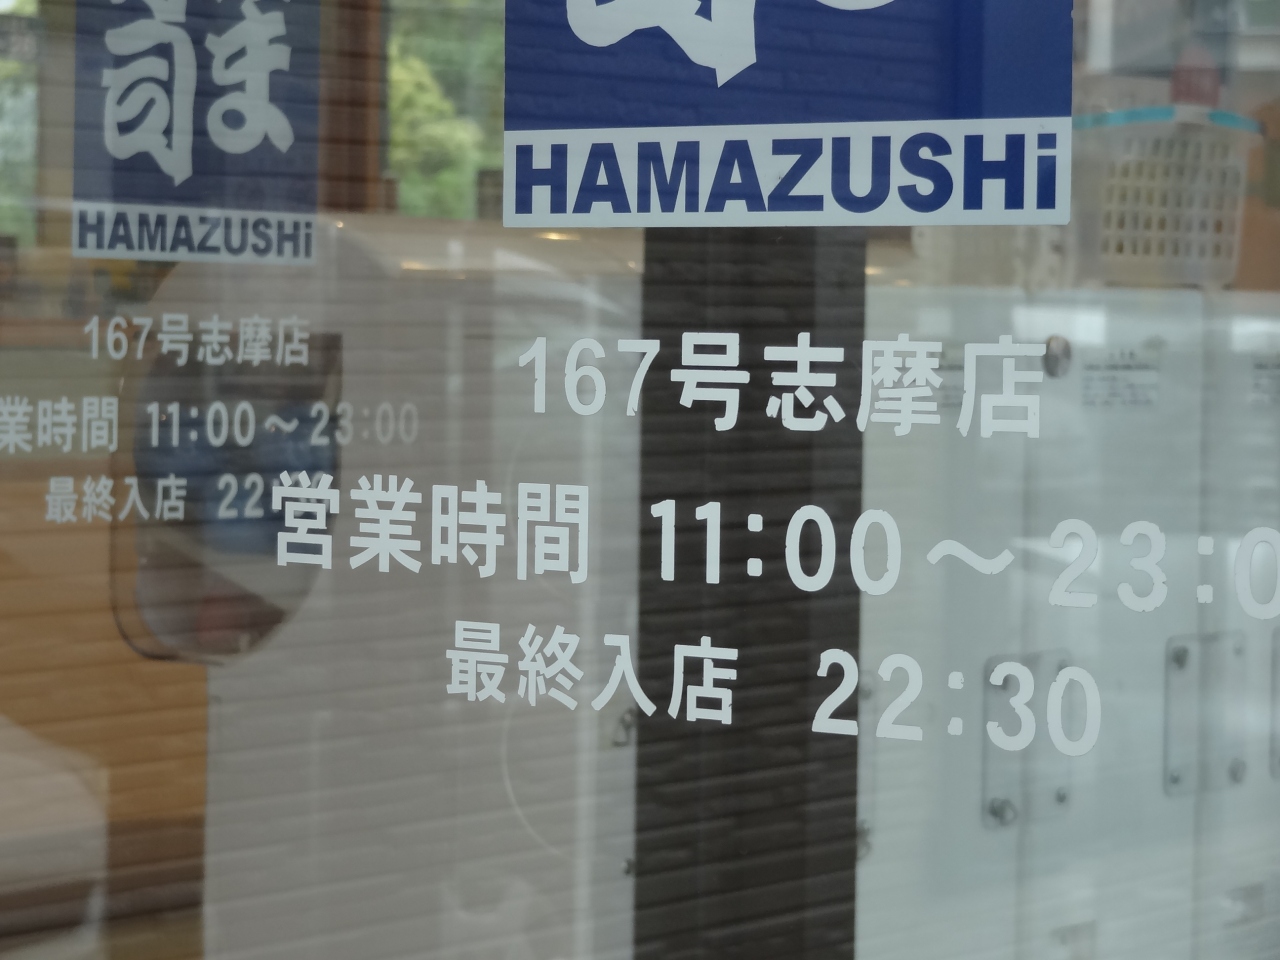 はま
HAMAZUSHi
167号志摩店
業時間 11:00～23:00
最終入店 22:
HAMAZUSHi
167号志摩店
営業時間 11:00～23:0
最終入店 22:30